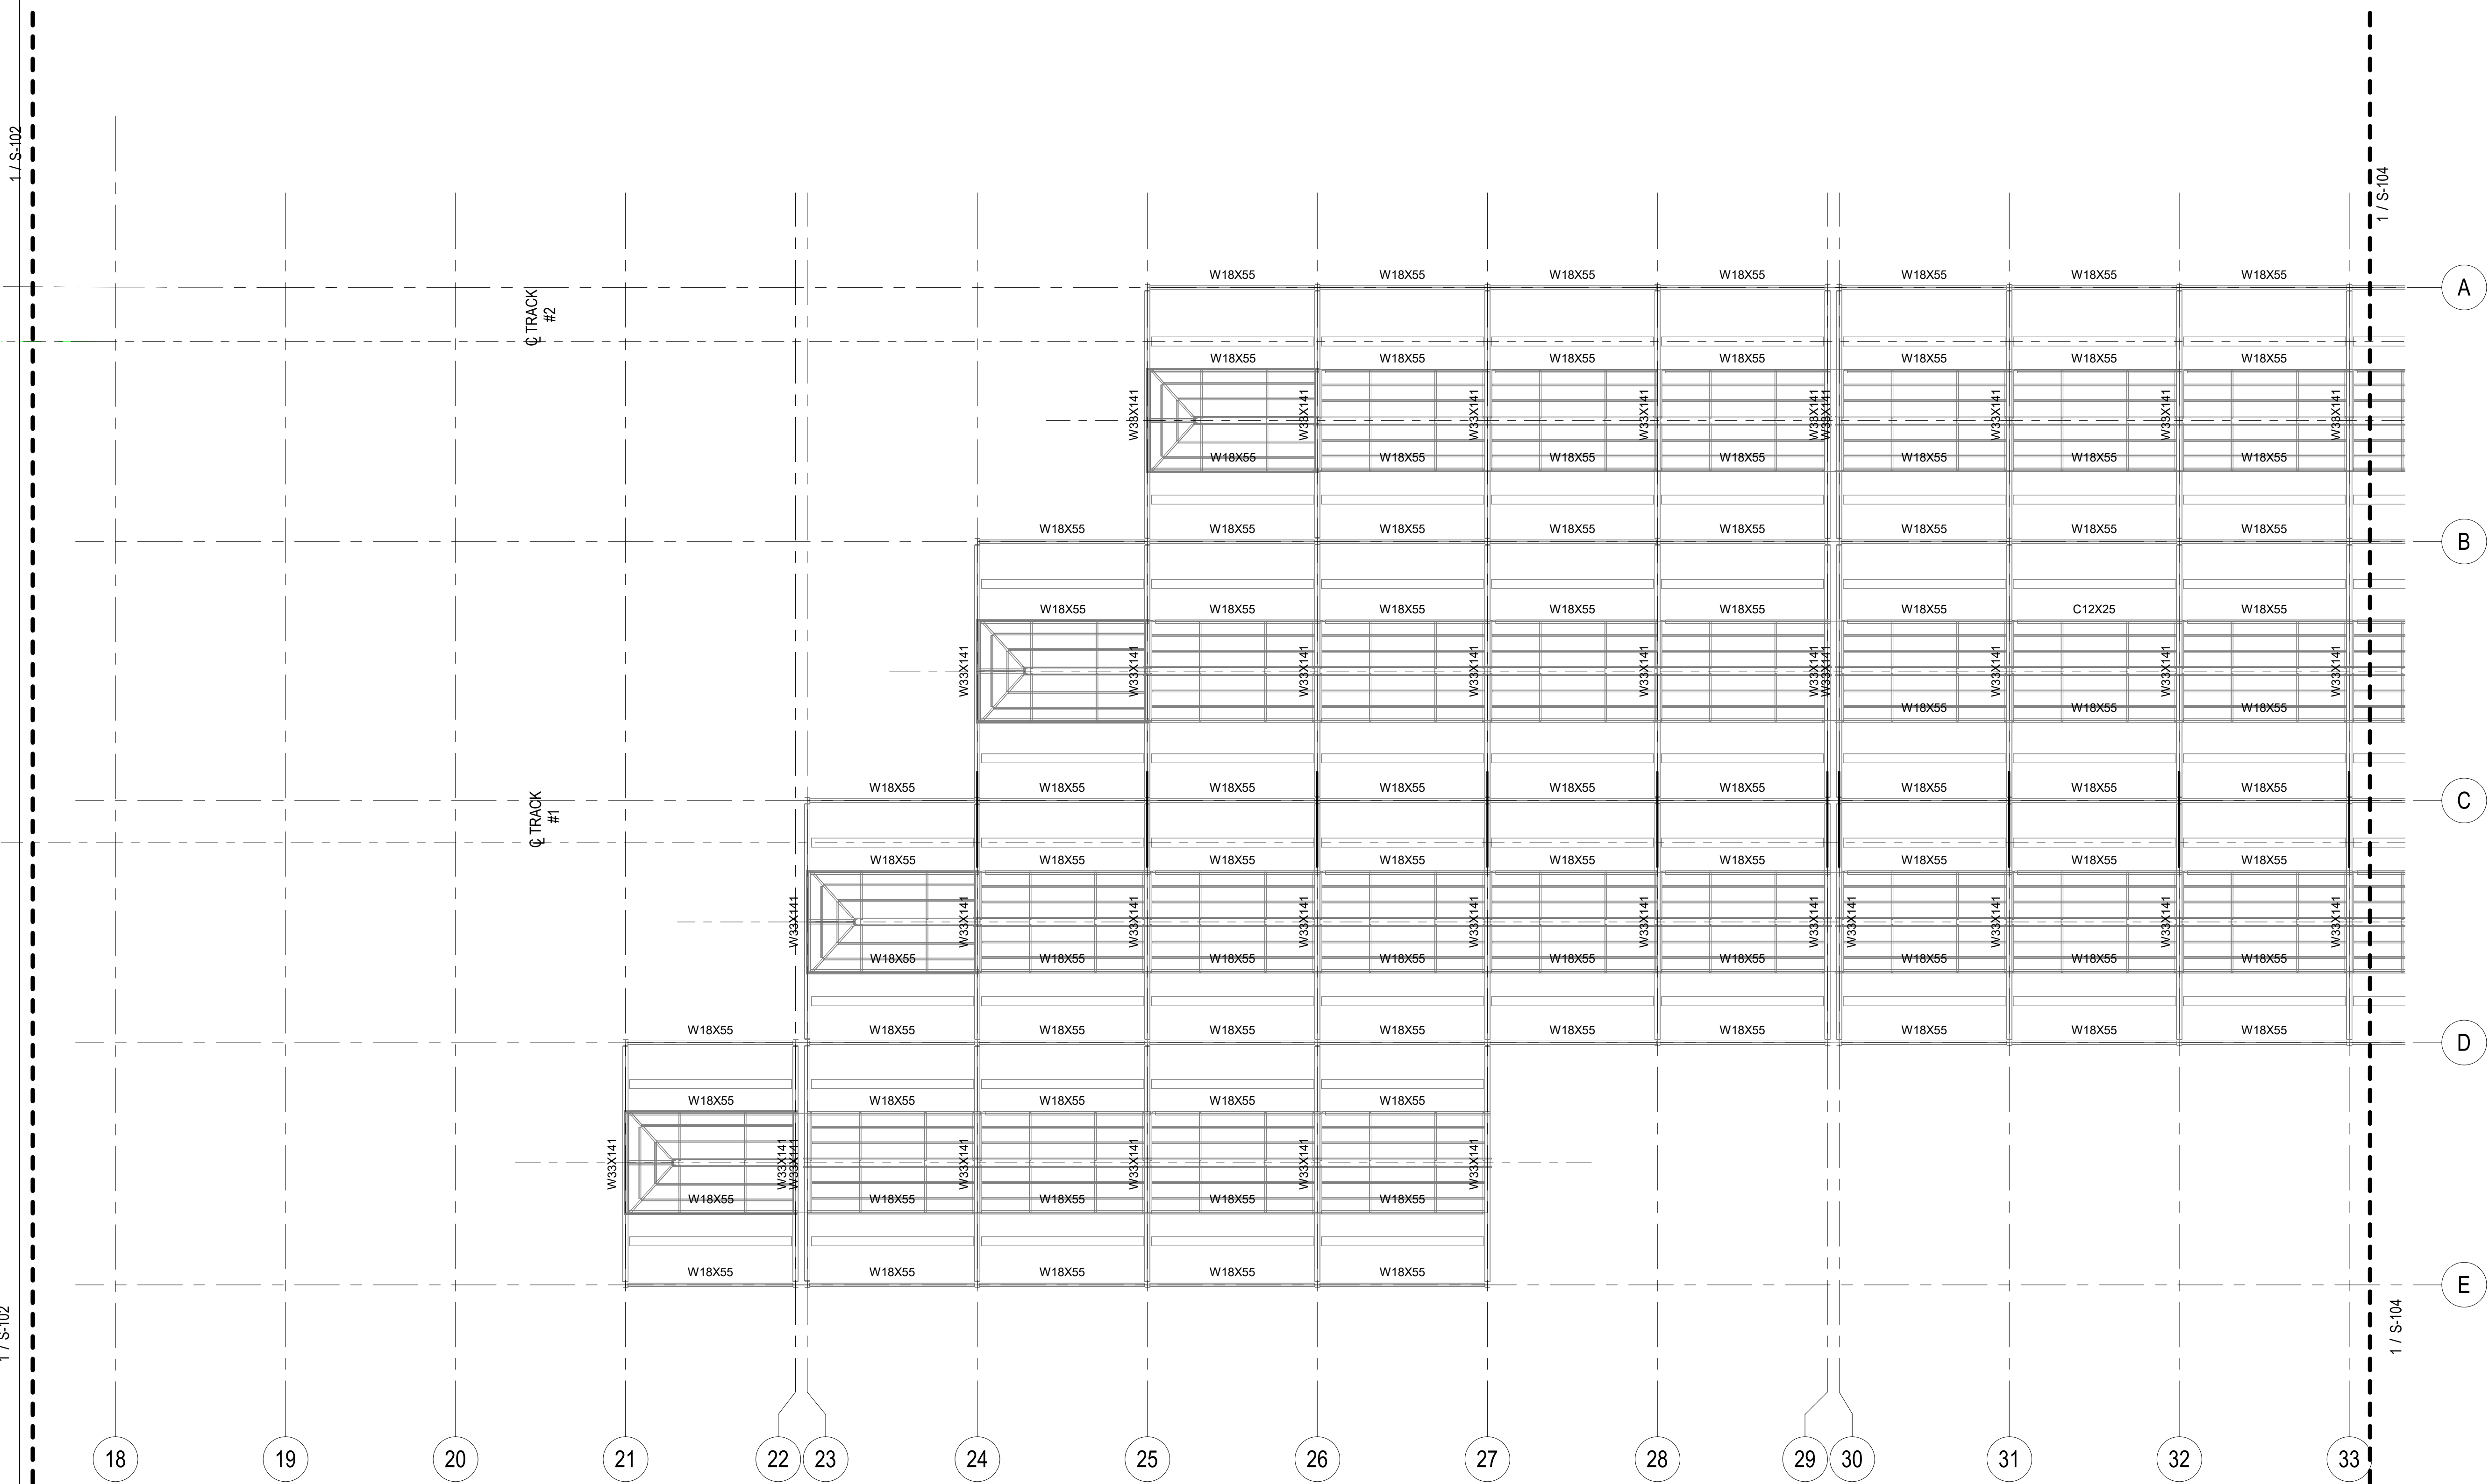 1 / S-102
1 / S-104
W18X55 W18X55 W18X55 W18X55 W18X55 W18X55 W18X55
A
℄ TRACK
#2
W18X55 W18X55 W18X55 W18X55 W18X55 W18X55 W18X55
W33X141 W33X141 W33X141 W33X141 W33X141 W33X141 W33X141 W33X141 W33X141
W18X55 W18X55 W18X55 W18X55 W18X55 W18X55 W18X55
W18X55 W18X55 W18X55 W18X55 W18X55 W18X55 W18X55 W18X55
B
W18X55 W18X55 W18X55 W18X55 W18X55 W18X55 C12X25 W18X55
W33X141 W33X141 W33X141 W33X141 W33X141 W33X141 W33X141 W33X141 W33X141 W33X141
W18X55 W18X55 W18X55
W18X55 W18X55 W18X55 W18X55 W18X55 W18X55 W18X55 W18X55 W18X55
C
℄ TRACK
#1
W18X55 W18X55 W18X55 W18X55 W18X55 W18X55 W18X55 W18X55 W18X55
W33X141 W33X141 W33X141 W33X141 W33X141 W33X141 W33X141 W33X141 W33X141 W33X141 W33X141
W18X55 W18X55 W18X55 W18X55 W18X55 W18X55 W18X55 W18X55 W18X55
W18X55 W18X55 W18X55 W18X55 W18X55 W18X55 W18X55 W18X55 W18X55 W18X55
D
W18X55 W18X55 W18X55 W18X55 W18X55
W33X141 W33X141 W33X141 W33X141 W33X141 W33X141 W33X141
W18X55 W18X55 W18X55 W18X55 W18X55
W18X55 W18X55 W18X55 W18X55 W18X55
E
1 / S-102
1 / S-104
18 19 20 21 22 23 24 25 26 27 28 29 30 31 32 33